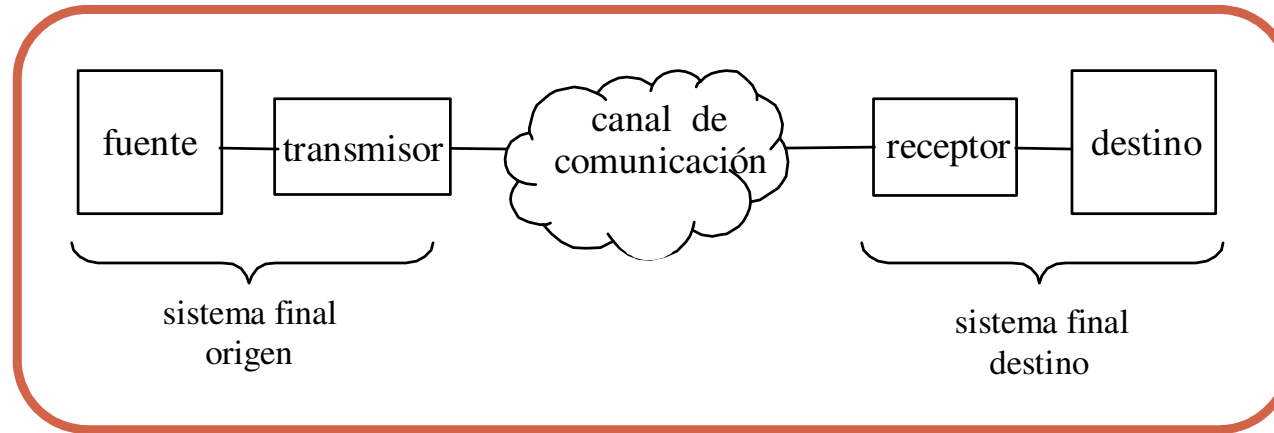 fuente
transmisor
canal de
comunicación
receptor
destino
sistema final
origen
sistema final
destino